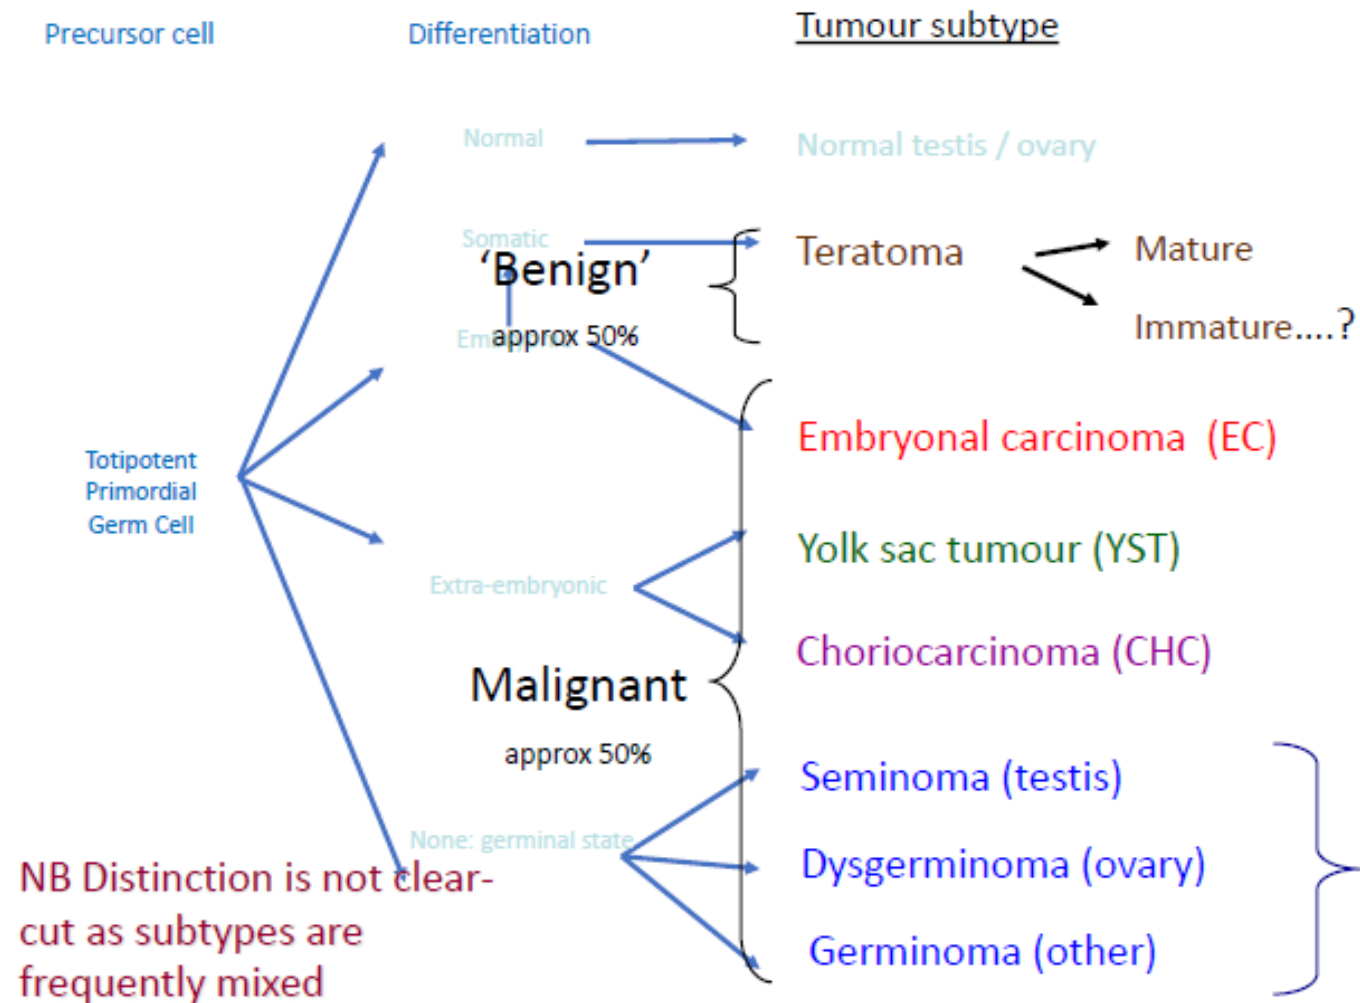 Precursor cell
Differentiation
Tumour subtype
Normal
Normal testis / ovary
Somatic
'Benign'
approx 50%
Teratoma
Mature
Immature....?
Embryonal carcinoma (EC)
Totipotent
Primordial
Germ Cell
Yolk sac tumour (YST)
Extra-embryonic
Choriocarcinoma (CHC)
Malignant
approx 50%
Seminoma (testis)
None: germinal state
Dysgerminoma (ovary)
Germinoma (other)
NB Distinction is not clear-
cut as subtypes are
frequently mixed